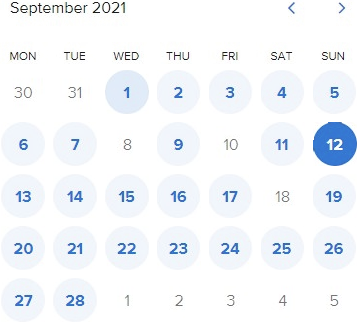 September 2021
MON TUE WED THU FRI SAT SUN
30 31 1 2 3 4 5
6 7 8 9 10 11 12
13 14 15 16 17 18 19
20 21 22 23 24 25 26
27 28 1 2 3 4 5